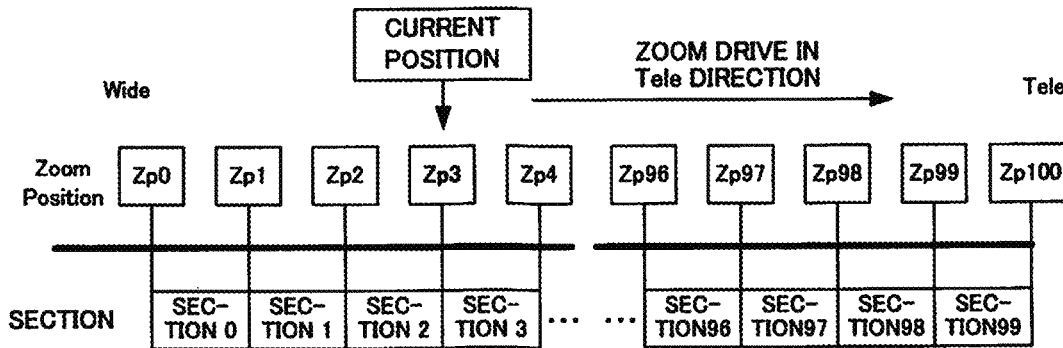 CURRENT
POSITION
ZOOM DRIVE IN
Tele DIRECTION
Wide
Tele
Zoom
Position
Zp0 Zp1 Zp2 Zp3 Zp4 Zp96 Zp97 Zp98 Zp99 Zp100
SECTION
SEC-
TION 0
SEC-
TION 1
SEC-
TION 2
SEC-
TION 3
... ...
SEC-
TION96
SEC-
TION97
SEC-
TION98
SEC-
TION99